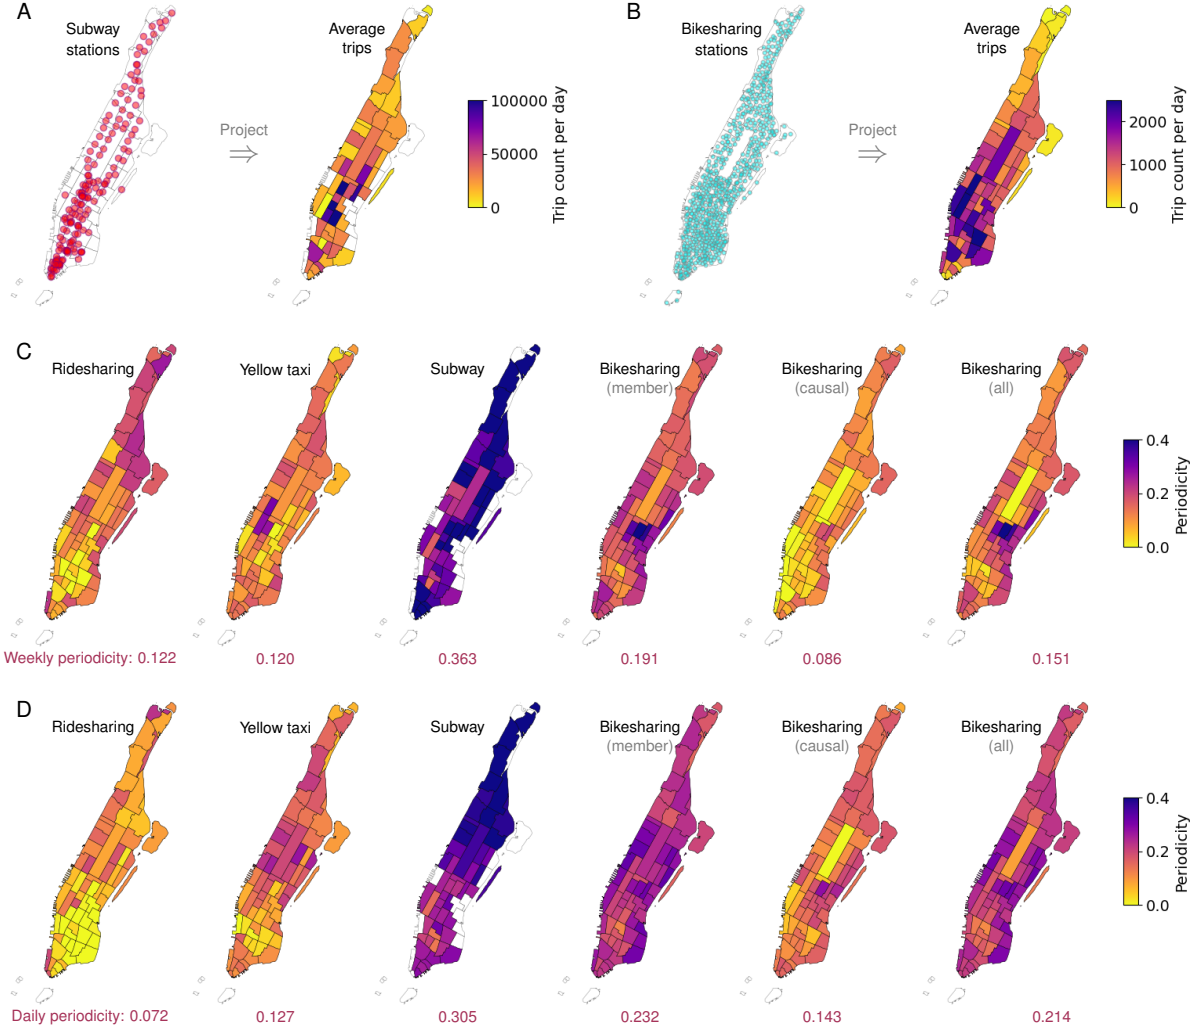 A
Subway
stations
Project
⇒
Average
trips
100000
50000
0
Trip count per day
B
Bikesharing
stations
Project
⇒
Average
trips
2000
1000
0
Trip count per day
C
Ridesharing
Yellow taxi
Subway
Bikesharing
(member)
Bikesharing
(causal)
Bikesharing
(all)
0.4
0.2
0.0
Periodicity
Weekly periodicity: 0.122
0.120
0.363
0.191
0.086
0.151
D
Ridesharing
Yellow taxi
Subway
Bikesharing
(member)
Bikesharing
(causal)
Bikesharing
(all)
0.4
0.2
0.0
Periodicity
Daily periodicity: 0.072
0.127
0.305
0.232
0.143
0.214